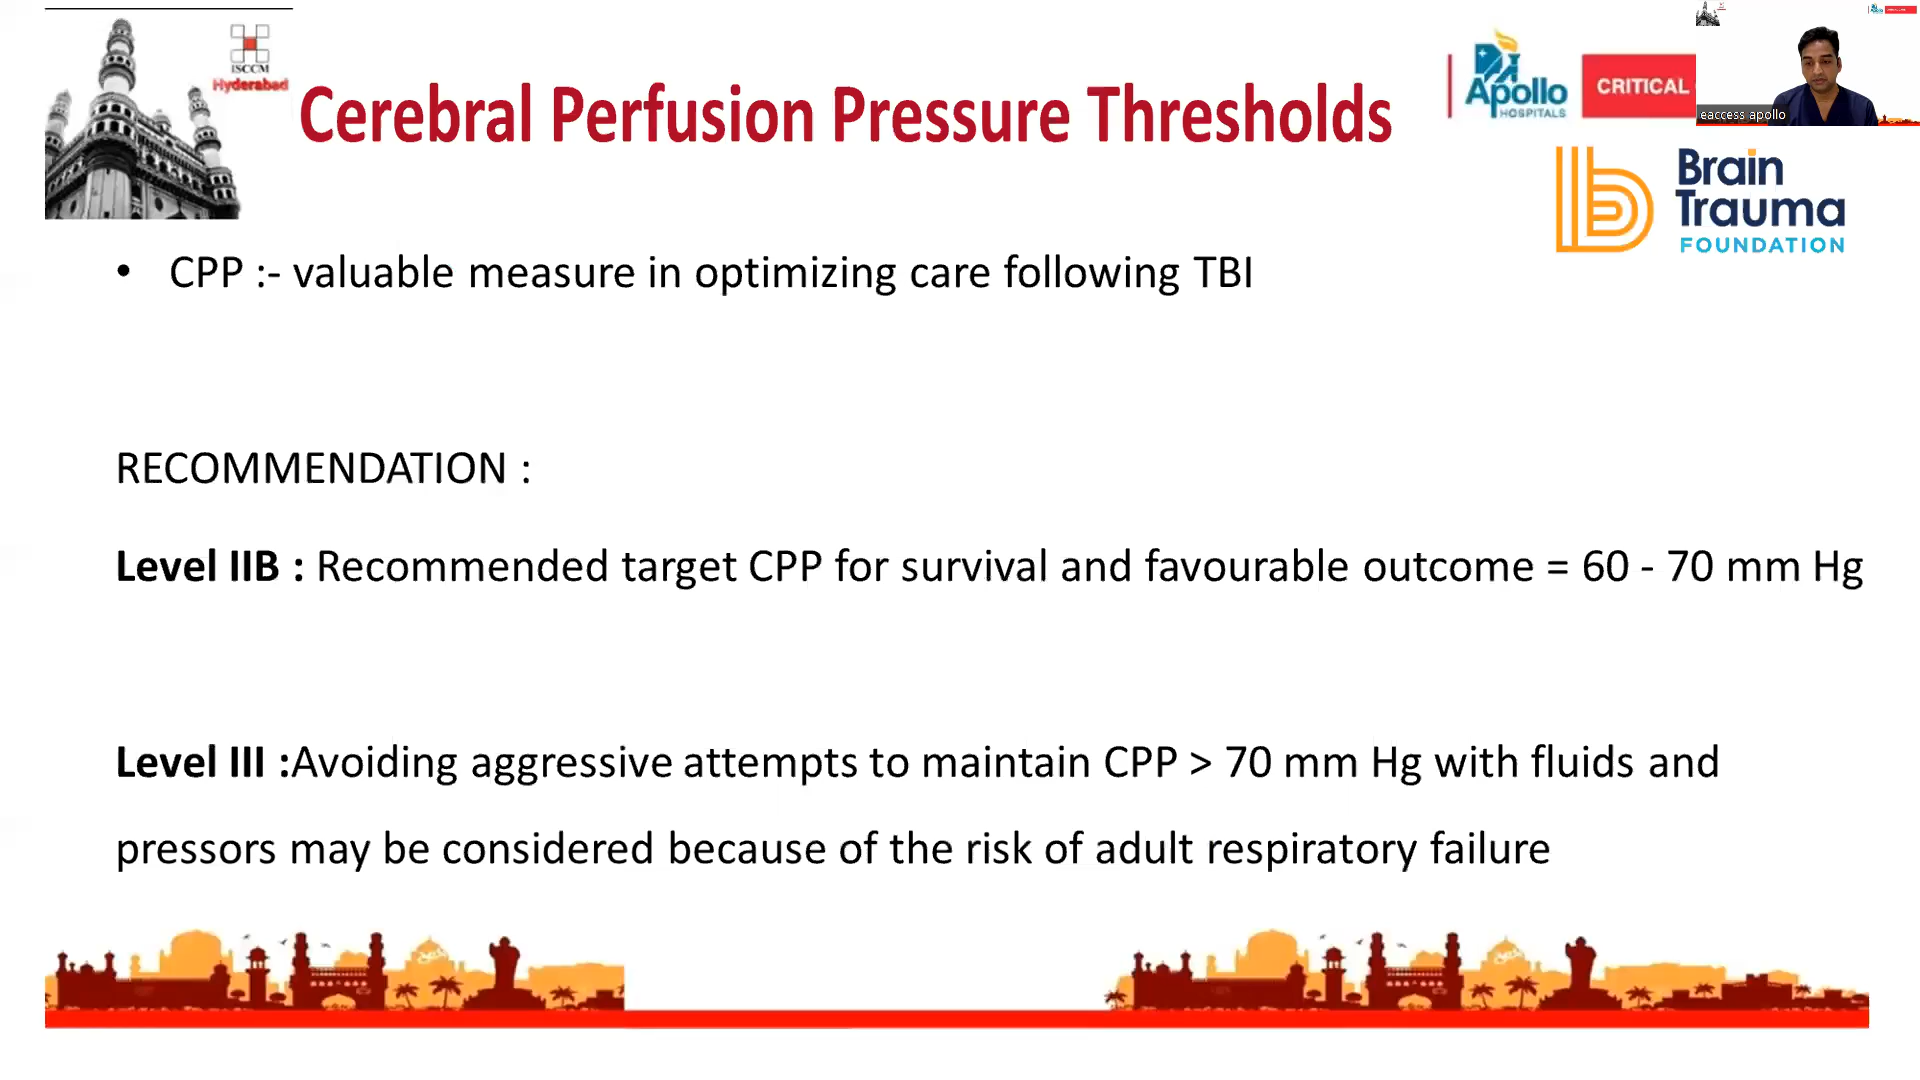 ISCCM
Hyderabad
Cerebral Perfusion Pressure Thresholds
Apollo
HOSPITALS
CRITICAL
eaccess apollo
Brain
Trauma
FOUNDATION
• CPP :- valuable measure in optimizing care following TBI
RECOMMENDATION :
Level IIB : Recommended target CPP for survival and favourable outcome = 60 - 70 mm Hg
Level III :Avoiding aggressive attempts to maintain CPP > 70 mm Hg with fluids and
pressors may be considered because of the risk of adult respiratory failure